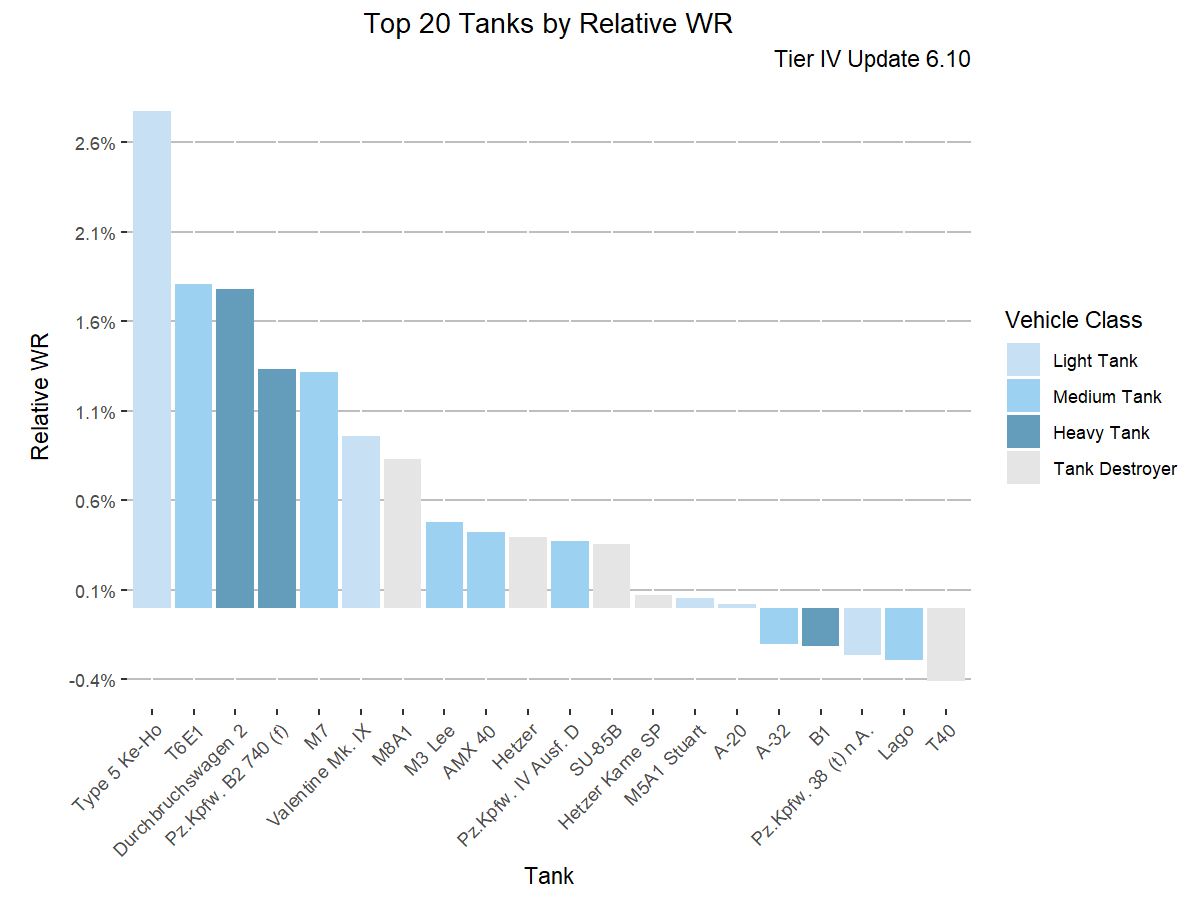 Top 20 Tanks by Relative WR
Tier IV Update 6.10
Relative WR
2.6%
2.1%
1.6%
1.1%
0.6%
0.1%
-0.4%
Type 5 Ke-Ho
T6E1
Durchbruchswagen 2
Pz.Kpfw. B2 740 (f)
M7
Valentine Mk. IX
M8A1
M3 Lee
AMX 40
Hetzer
Pz.Kpfw. IV Ausf. D
SU-85B
Hetzer Kame SP
M5A1 Stuart
A-20
A-32
B1
Pz.Kpfw. 38 (t) n.A.
Lago
T40
Tank
Vehicle Class
Light Tank
Medium Tank
Heavy Tank
Tank Destroyer